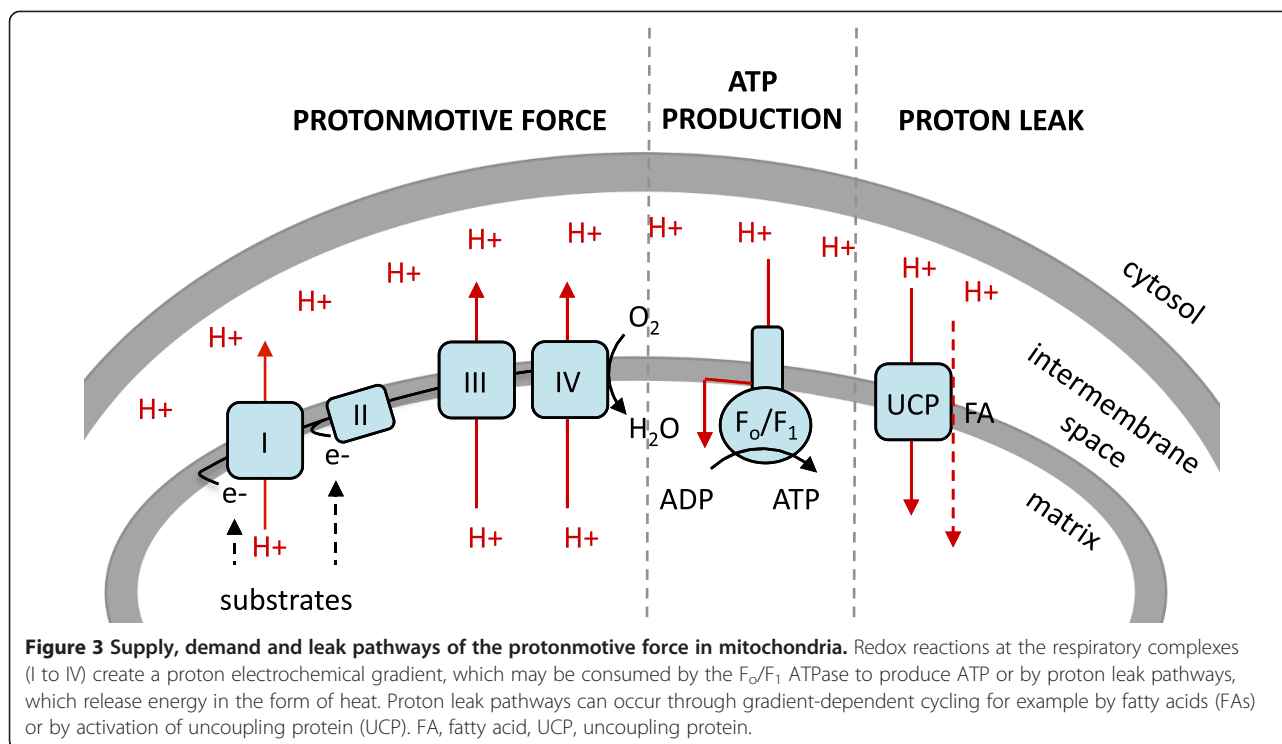 PROTONMOTIVE FORCE
ATP
PRODUCTION
PROTON LEAK
H+
H+
H+
H+
H+
H+
H+
H+
H+
H+
H+
cytosol
intermembrane
space
matrix
I
II
III
IV
O₂
H₂O
e-
e-
H+
H+
H+
substrates
Fₒ/F₁
ADP
ATP
UCP
FA
Figure 3 Supply, demand and leak pathways of the protonmotive force in mitochondria. Redox reactions at the respiratory complexes
(I to IV) create a proton electrochemical gradient, which may be consumed by the Fₒ/F₁ ATPase to produce ATP or by proton leak pathways,
which release energy in the form of heat. Proton leak pathways can occur through gradient-dependent cycling for example by fatty acids (FAs)
or by activation of uncoupling protein (UCP). FA, fatty acid, UCP, uncoupling protein.